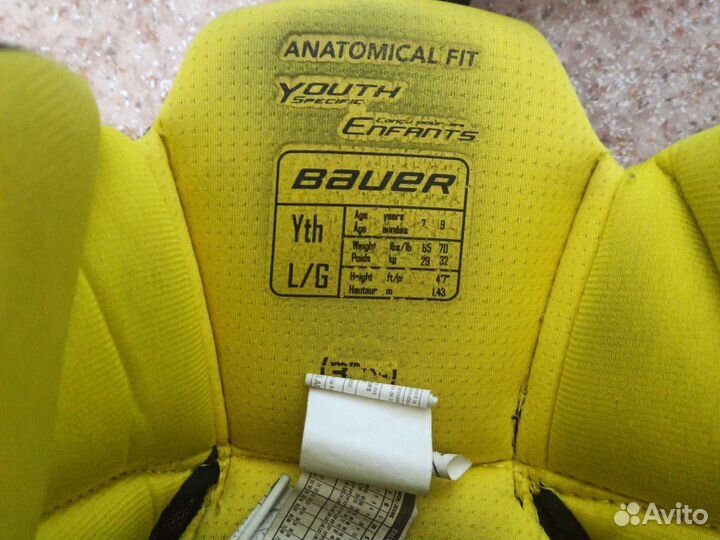 ANATOMICAL FIT
YOUTH
SPECIFIC
Conçu pour les
ENFANTS
BAUER
Yth
L/G
Age years 7 9
Age années
Weight lbs/lb 65 70
Poids kg 29 32
Height ft/pi 4'7"
Hauteur m 1.43
Avito